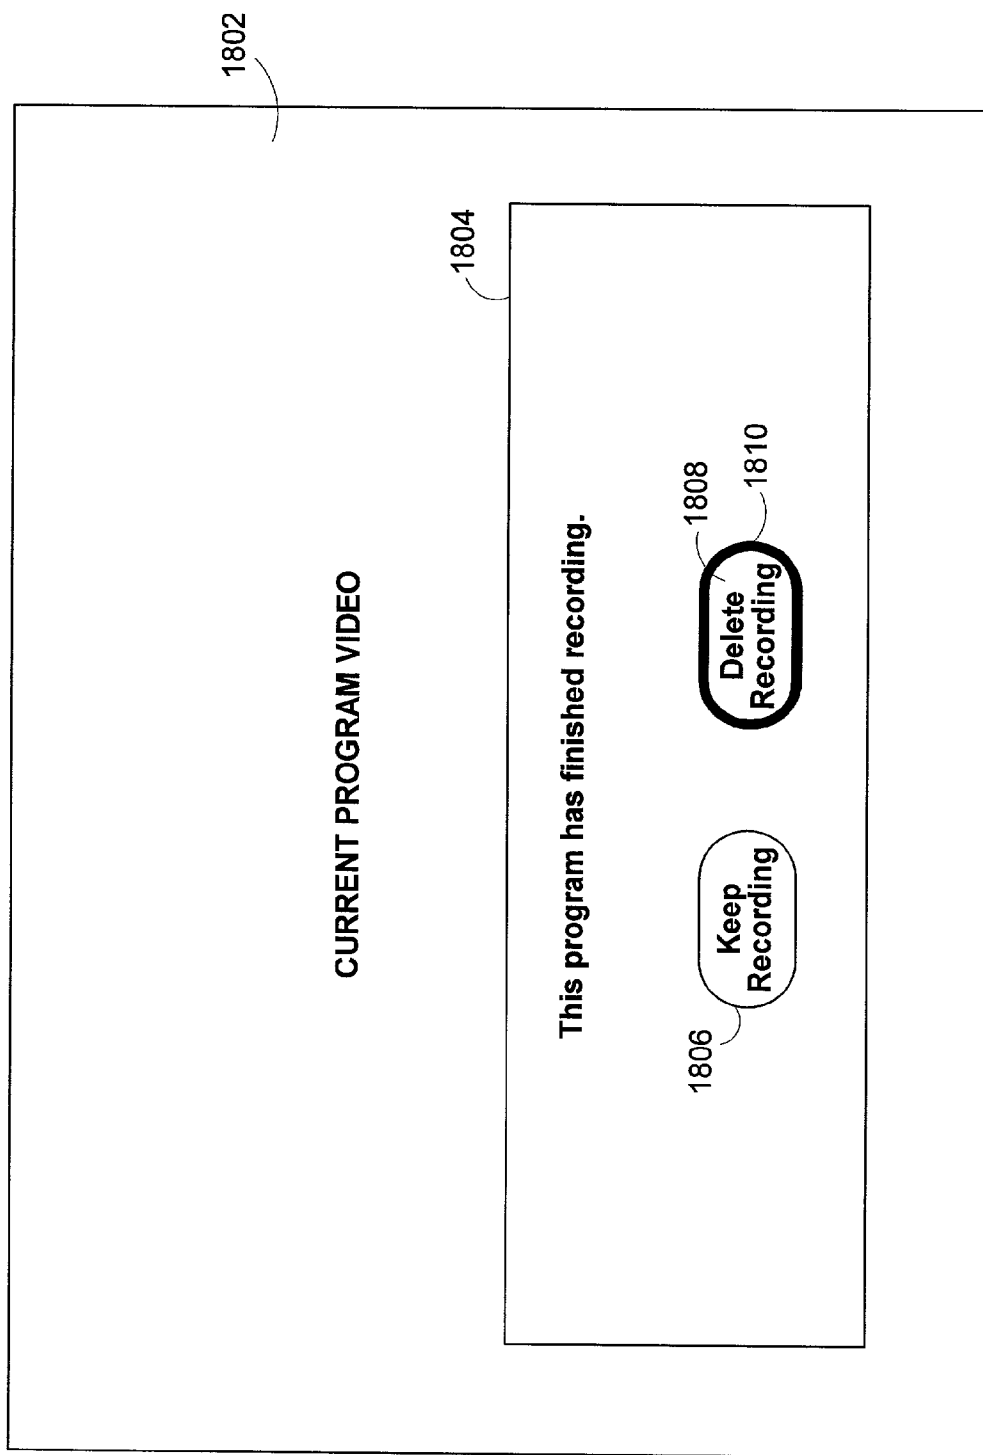 1802
CURRENT PROGRAM VIDEO
1804
This program has finished recording.
1806
Keep
Recording
Delete
Recording
1808
1810